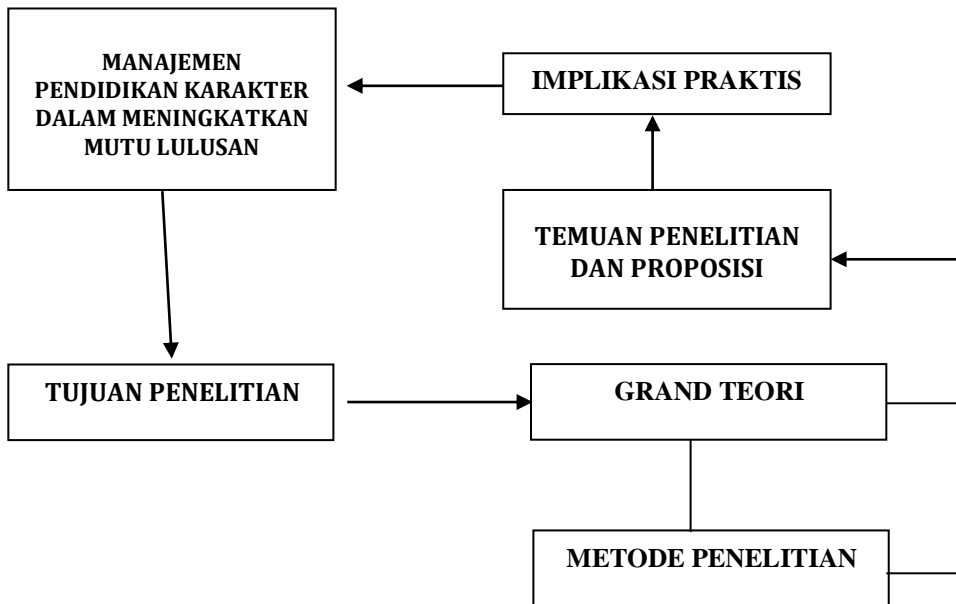 MANAJEMEN
PENDIDIKAN KARAKTER
DALAM MENINGKATKAN
MUTU LULUSAN
IMPLIKASI PRAKTIS
TEMUAN PENELITIAN
DAN PROPOSISI
TUJUAN PENELITIAN
GRAND TEORI
METODE PENELITIAN